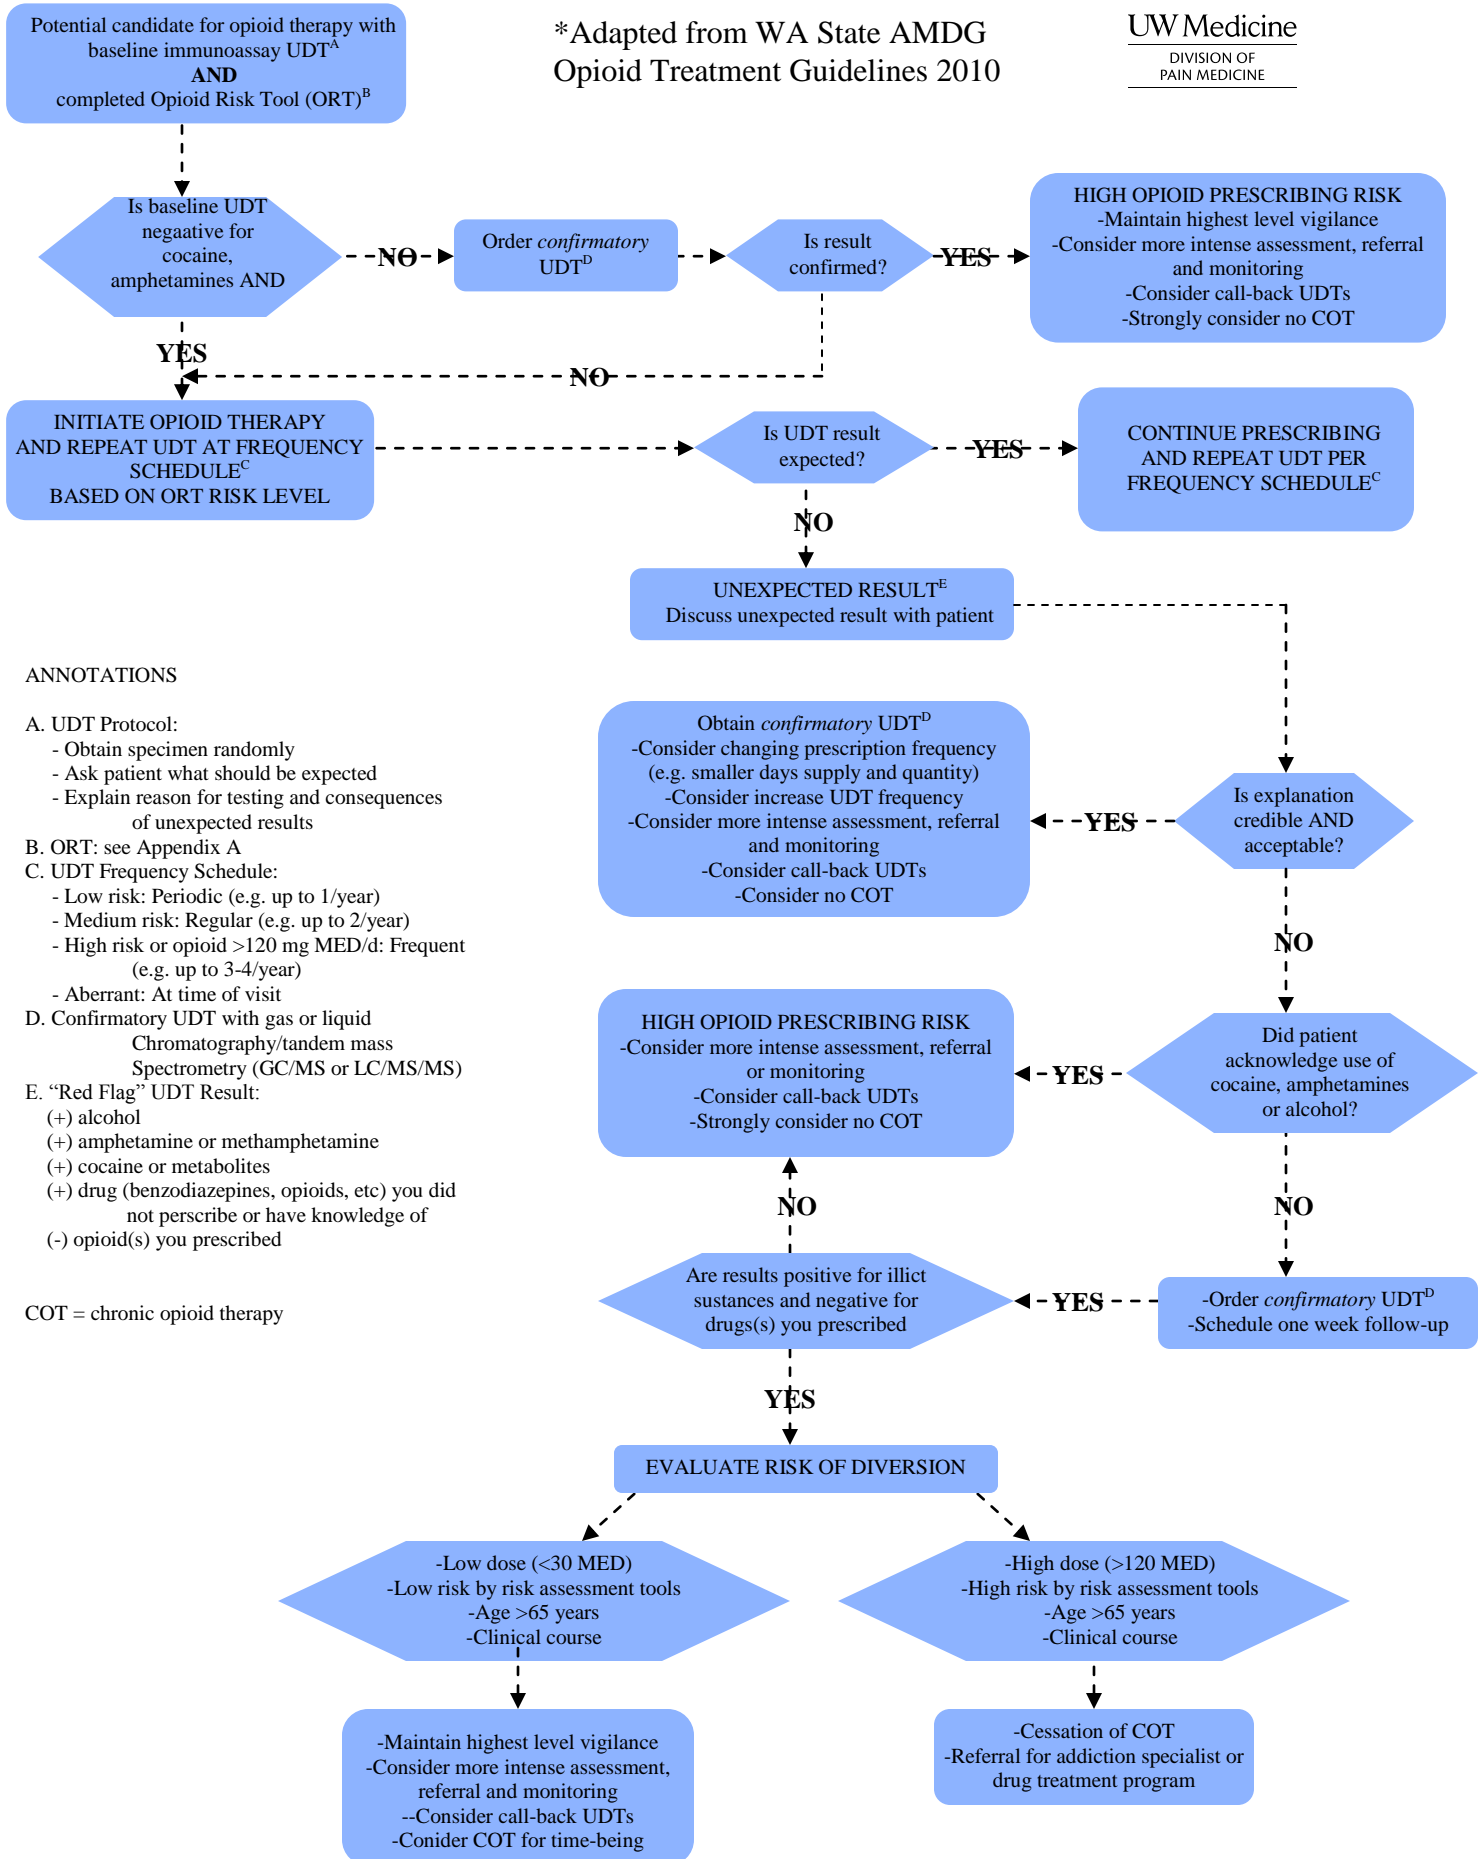 Potential candidate for opioid therapy with
baseline immunoassay UDTA
AND
completed Opioid Risk Tool (ORT)B
*Adapted from WA State AMDG
Opioid Treatment Guidelines 2010
UW Medicine
DIVISION OF
PAIN MEDICINE
Is baseline UDT
negaative for
cocaine,
amphetamines AND
NO
Order confirmatory
UDTD
Is result
confirmed?
YES
HIGH OPIOID PRESCRIBING RISK
-Maintain highest level vigilance
-Consider more intense assessment, referral
and monitoring
-Consider call-back UDTs
-Strongly consider no COT
YES
NO
INITIATE OPIOID THERAPY
AND REPEAT UDT AT FREQUENCY
SCHEDULEC
BASED ON ORT RISK LEVEL
Is UDT result
expected?
YES
CONTINUE PRESCRIBING
AND REPEAT UDT PER
FREQUENCY SCHEDULEC
NO
UNEXPECTED RESULTE
Discuss unexpected result with patient
ANNOTATIONS
A. UDT Protocol:
- Obtain specimen randomly
- Ask patient what should be expected
- Explain reason for testing and consequences
of unexpected results
B. ORT: see Appendix A
C. UDT Frequency Schedule:
- Low risk: Periodic (e.g. up to 1/year)
- Medium risk: Regular (e.g. up to 2/year)
- High risk or opioid >120 mg MED/d: Frequent
(e.g. up to 3-4/year)
- Aberrant: At time of visit
D. Confirmatory UDT with gas or liquid
Chromatography/tandem mass
Spectrometry (GC/MS or LC/MS/MS)
E. “Red Flag” UDT Result:
(+) alcohol
(+) amphetamine or methamphetamine
(+) cocaine or metabolites
(+) drug (benzodiazepines, opioids, etc) you did
not perscribe or have knowledge of
(-) opioid(s) you prescribed
COT = chronic opioid therapy
Obtain confirmatory UDTD
-Consider changing prescription frequency
(e.g. smaller days supply and quantity)
-Consider increase UDT frequency
-Consider more intense assessment, referral
and monitoring
-Consider call-back UDTs
-Consider no COT
YES
Is explanation
credible AND
acceptable?
NO
HIGH OPIOID PRESCRIBING RISK
-Consider more intense assessment, referral
or monitoring
-Consider call-back UDTs
-Strongly consider no COT
YES
Did patient
acknowledge use of
cocaine, amphetamines
or alcohol?
NO
NO
Are results positive for illict
sustances and negative for
drugs(s) you prescribed
YES
-Order confirmatory UDTD
-Schedule one week follow-up
YES
EVALUATE RISK OF DIVERSION
-Low dose (<30 MED)
-Low risk by risk assessment tools
-Age >65 years
-Clinical course
-High dose (>120 MED)
-High risk by risk assessment tools
-Age >65 years
-Clinical course
-Maintain highest level vigilance
-Consider more intense assessment,
referral and monitoring
--Consider call-back UDTs
-Conider COT for time-being
-Cessation of COT
-Referral for addiction specialist or
drug treatment program